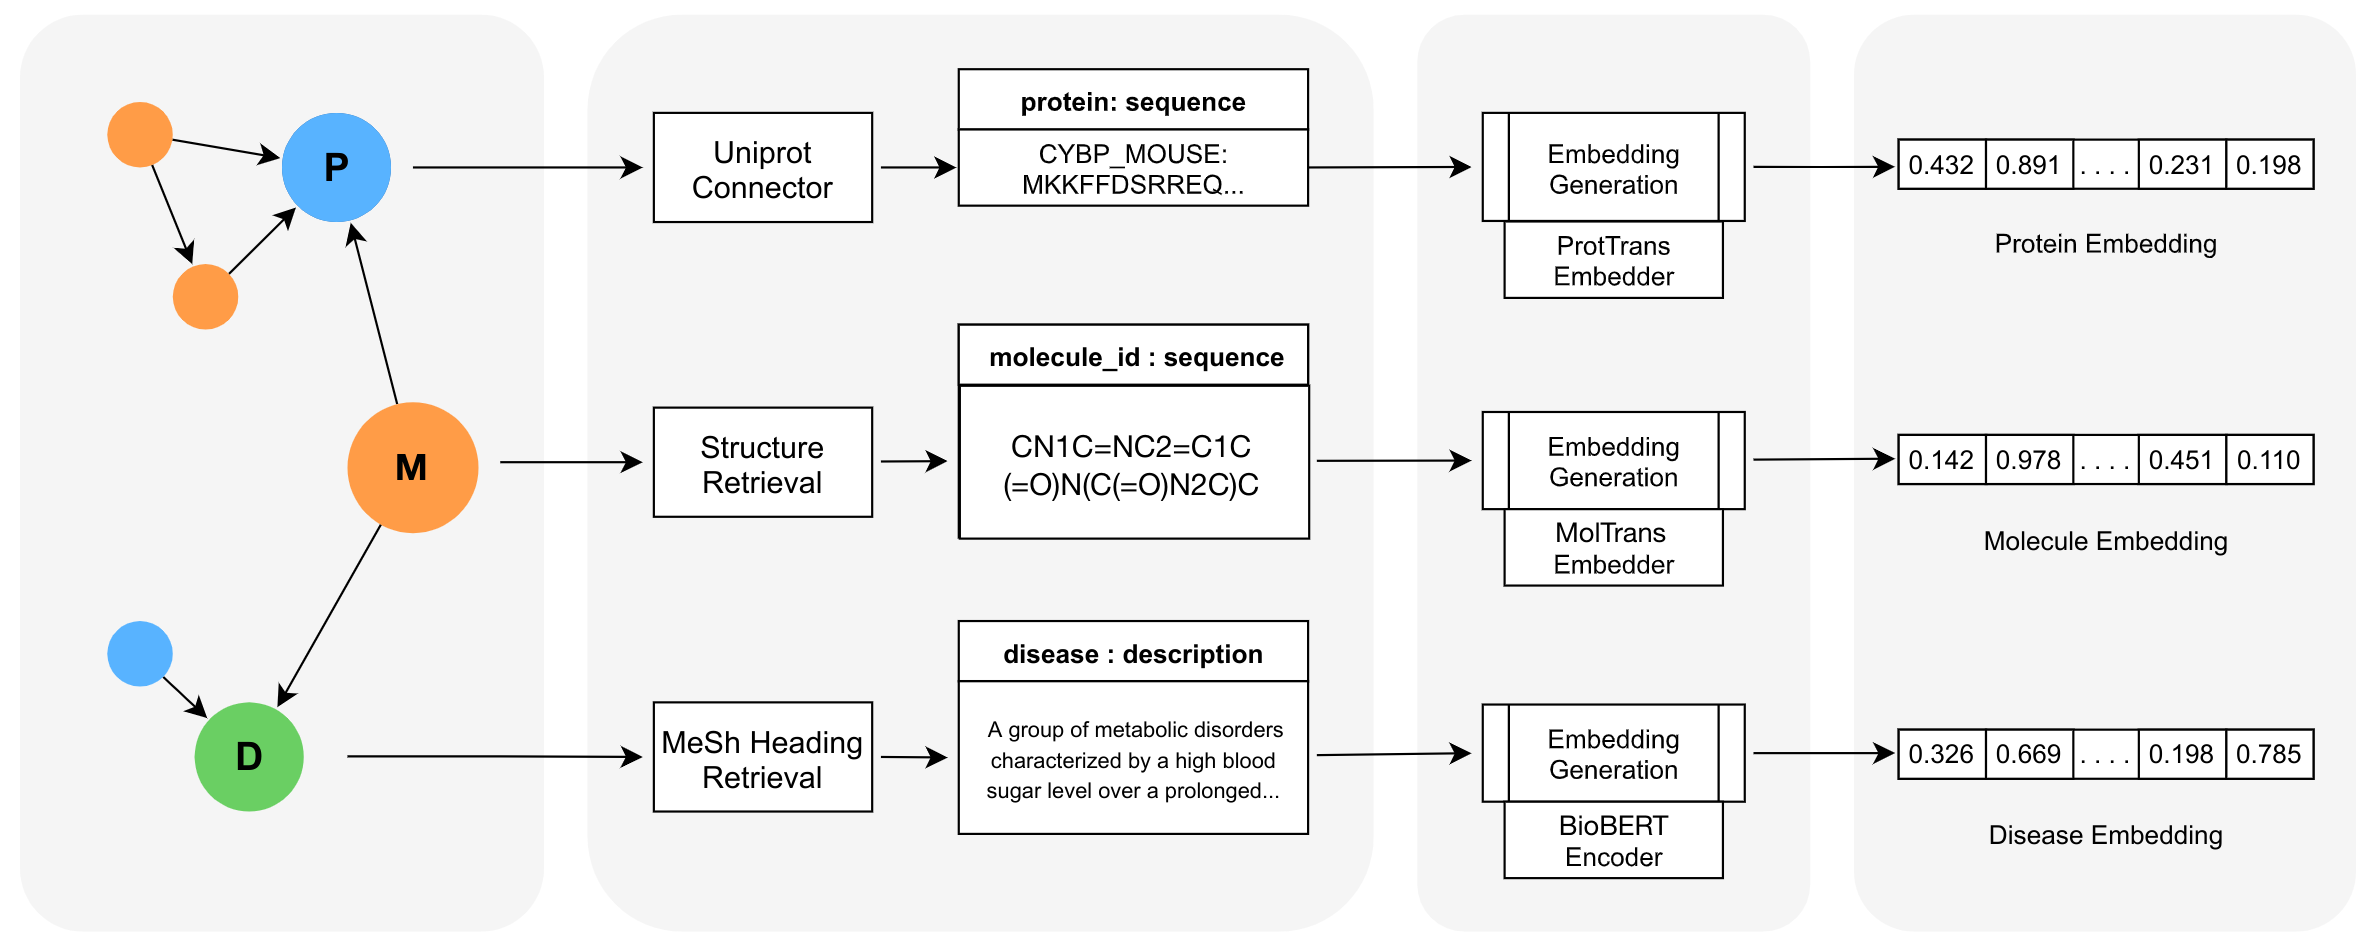 P
Uniprot
Connector
protein: sequence
CYBP_MOUSE:
MKKFFDSRREQ...
Embedding
Generation
ProtTrans
Embedder
0.432 0.891 . . . . 0.231 0.198
Protein Embedding
M
Structure
Retrieval
molecule_id : sequence
CN1C=NC2=C1C
(=O)N(C(=O)N2C)C
Embedding
Generation
MolTrans
Embedder
0.142 0.978 . . . . 0.451 0.110
Molecule Embedding
D
MeSh Heading
Retrieval
disease : description
A group of metabolic disorders
characterized by a high blood
sugar level over a prolonged...
Embedding
Generation
BioBERT
Encoder
0.326 0.669 . . . . 0.198 0.785
Disease Embedding